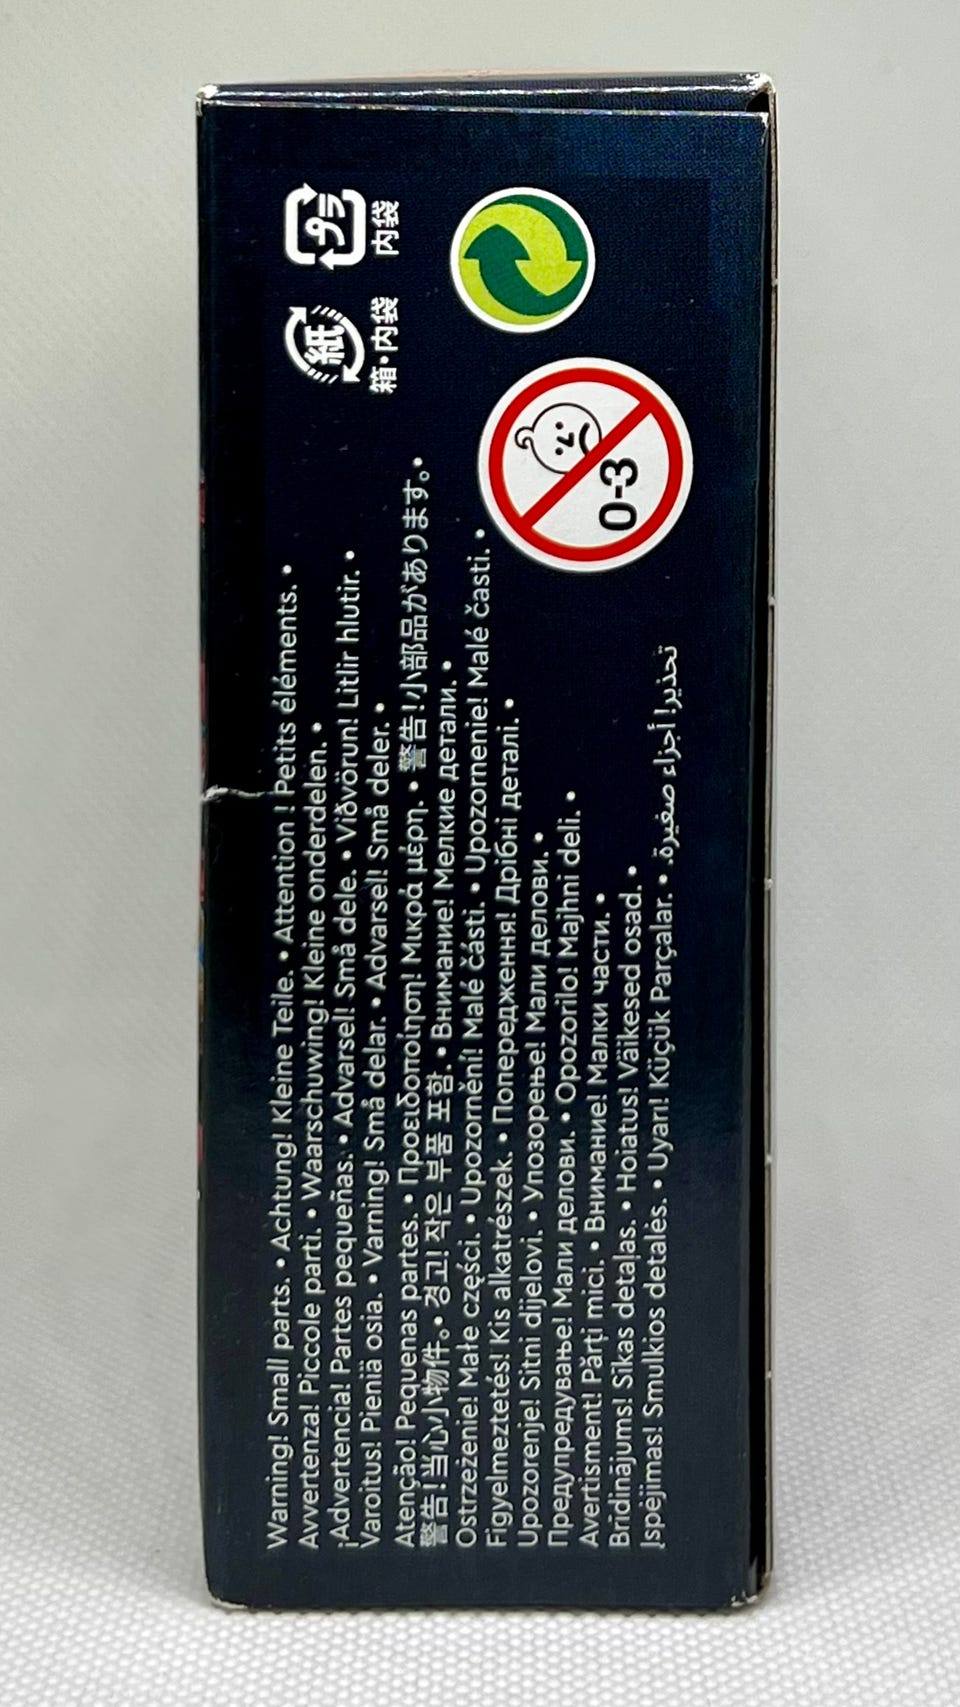 Warning! Small parts. • Achtung! Kleine Teile. • Attention ! Petits éléments. •
Avvertenza! Piccole parti. • Waarschuwing! Kleine onderdelen. •
¡Advertencia! Partes pequeñas. • Advarsel! Små dele. • Viðvörun! Litlir hlutir. •
Varoitus! Pieniä osia. • Varning! Små delar. • Advarsel! Små deler. •
Atenção! Pequenas partes. • Προειδοποίηση! Μικρά μέρη. • 警告!小部品があります。•
警告!当心小物件。• 경고! 작은 부품 포함. • Внимание! Мелкие детали. •
Ostrzeżenie! Małe części. • Upozornění! Malé části. • Upozornenie! Malé časti. •
Figyelmeztetés! Kis alkatrészek. • Попередження! Дрібні деталі. •
Upozorenje! Sitni dijelovi. • Упозорење! Мали делови. •
Предупредување! Мали делови. • Opozorilo! Majhni deli. •
Avertisment! Părți mici. • Внимание! Малки части. •
Brīdinājums! Sīkas detaļas. • Hoiatus! Väikesed osad. •
Įspėjimas! Smulkios detalės. • Uyarı! Küçük Parçalar. • تحذير! أجزاء صغيرة.
紙
箱・内袋
プラ
内袋
0-3